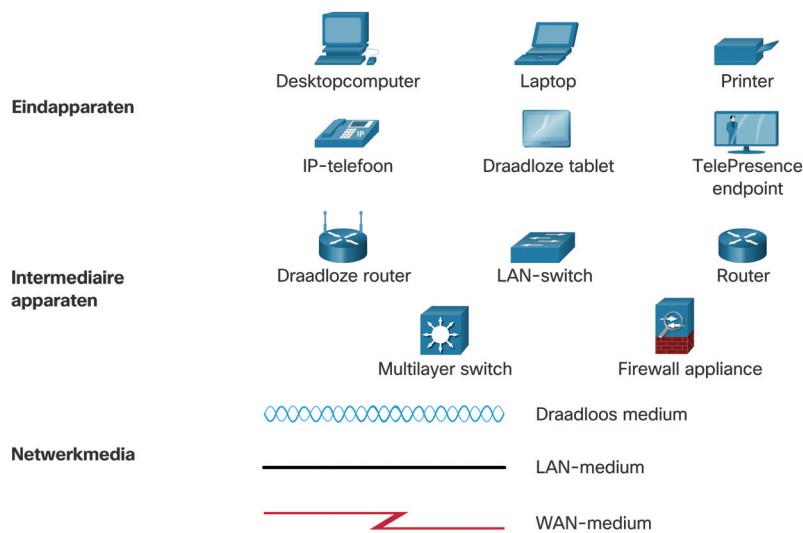 Desktopcomputer
Laptop
Printer
Eindapparaten
IP
IP-telefoon
Draadloze tablet
TelePresence
endpoint
Draadloze router
LAN-switch
Router
Intermediaire
apparaten
Multilayer switch
Firewall appliance
Draadloos medium
Netwerkmedia
LAN-medium
WAN-medium